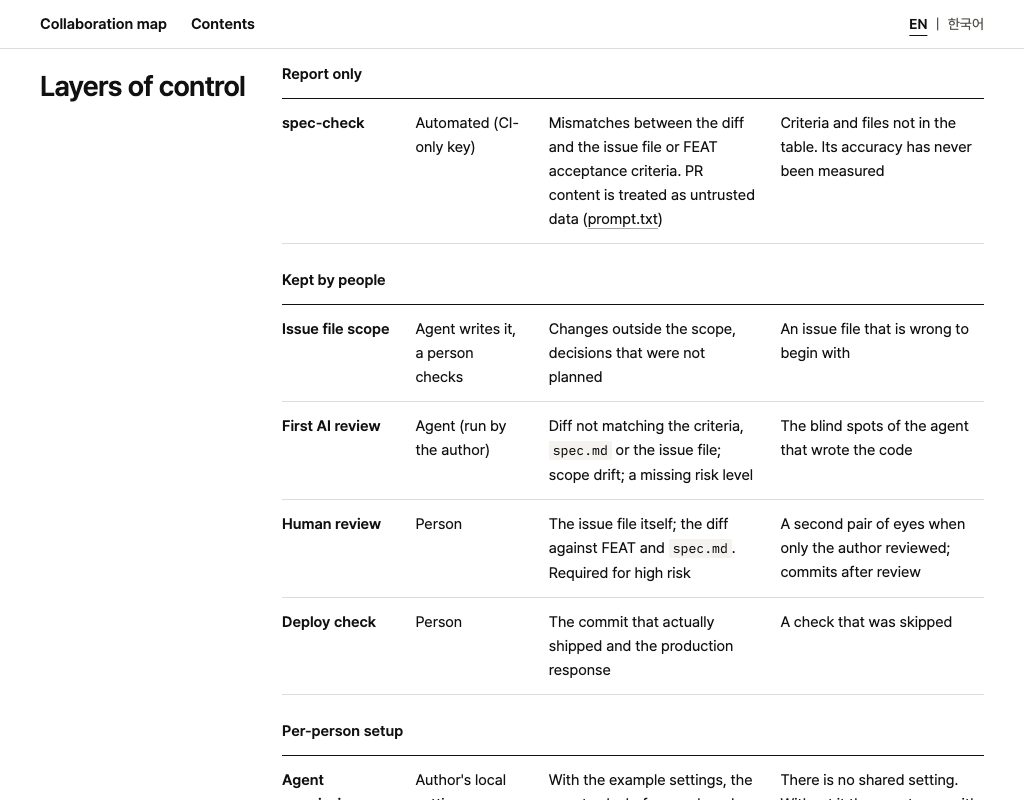 Collaboration map Contents EN | 한국어
Layers of control
Report only
spec-check
Automated (CI-
only key)
Mismatches between the diff
and the issue file or FEAT
acceptance criteria. PR
content is treated as untrusted
data (prompt.txt)
Criteria and files not in the
table. Its accuracy has never
been measured
Kept by people
Issue file scope
Agent writes it,
a person
checks
Changes outside the scope,
decisions that were not
planned
An issue file that is wrong to
begin with
First AI review
Agent (run by
the author)
Diff not matching the criteria,
spec.md or the issue file;
scope drift; a missing risk level
The blind spots of the agent
that wrote the code
Human review
Person
The issue file itself; the diff
against FEAT and spec.md.
Required for high risk
A second pair of eyes when
only the author reviewed;
commits after review
Deploy check
Person
The commit that actually
shipped and the production
response
A check that was skipped
Per-person setup
Agent
Author's local
With the example settings, the
There is no shared setting.